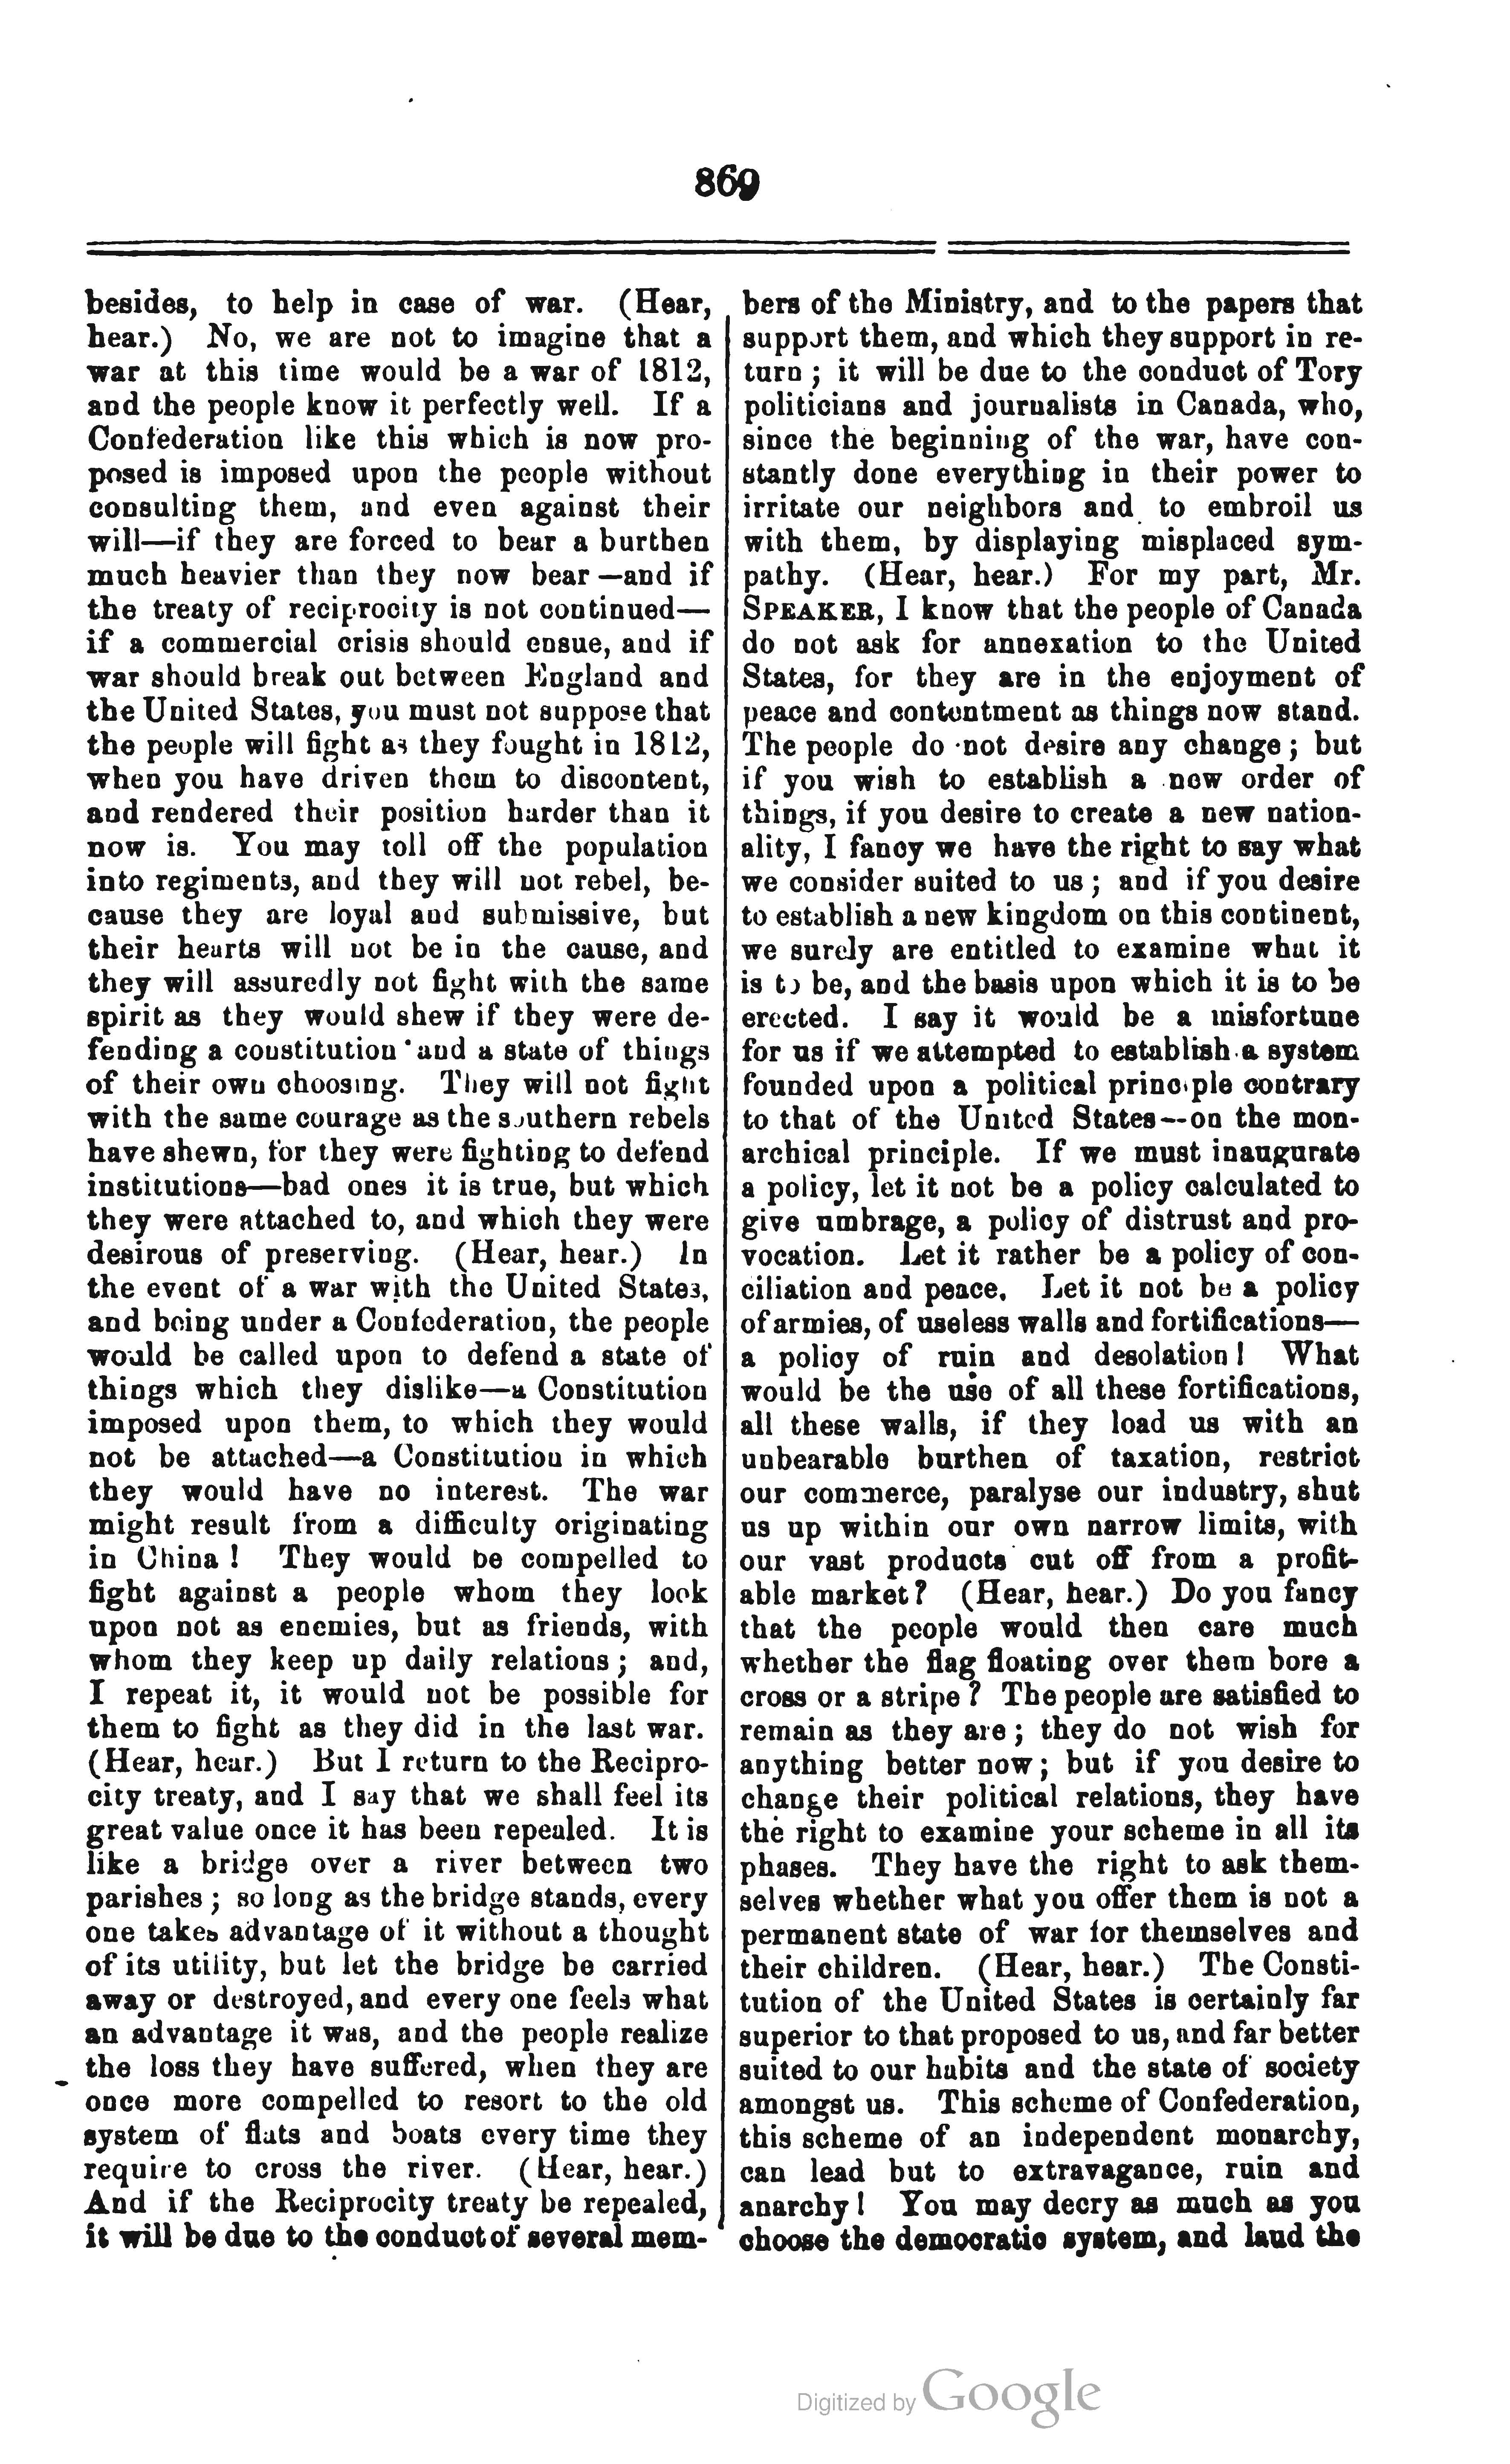 869
besides, to help in case of war. (Hear,
hear.) No, we are not to imagine that a
war at this time would be a war of 1812,
and the people know it perfectly well. If a
Confederation like this which is now pro-
posed is imposed upon the people without
consulting them, and even against their
will—if they are forced to bear a burthen
much heavier than they now bear—and if
the treaty of reciprocity is not continued—
if a commercial crisis should ensue, and if
war should break out between England and
the United States, you must not suppose that
the people will fight as they fought in 1812,
when you have driven them to discontent,
and rendered their position harder than it
now is. You may toll off the population
into regiments, and they will not rebel, be-
cause they are loyal and submissive, but
their hearts will not be in the cause, and
they will assuredly not fight with the same
spirit as they would shew if they were de-
fending a constitution and a state of things
of their own choosing. They will not fight
with the same courage as the southern rebels
have shewn, for they were fighting to defend
institutions—bad ones it is true, but which
they were attached to, and which they were
desirous of preserving. (Hear, hear.) In
the event of a war with the United States,
and being under a Confederation, the people
would be called upon to defend a state of
things which they dislike—a Constitution
imposed upon them, to which they would
not be attached—a Constitution in which
they would have no interest. The war
might result from a difficulty originating
in China! They would be compelled to
fight against a people whom they look
upon not as enemies, but as friends, with
whom they keep up daily relations; and,
I repeat it, it would not be possible for
them to fight as they did in the last war.
(Hear, hear.) But I return to the Recipro-
city treaty, and I say that we shall feel its
great value once it has been repealed. It is
like a bridge over a river between two
parishes; so long as the bridge stands, every
one takes advantage of it without a thought
of its utility, but let the bridge be carried
away or destroyed, and every one feels what
an advantage it was, and the people realize
the loss they have suffered, when they are
once more compelled to resort to the old
system of flats and boats every time they
require to cross the river. (Hear, hear.)
And if the Reciprocity treaty be repealed,
it will be due to the conduct of several mem-
bers of the Ministry, and to the papers that
support them, and which they support in re-
turn; it will be due to the conduct of Tory
politicians and journalists in Canada, who,
since the beginning of the war, have con-
stantly done everything in their power to
irritate our neighbors and to embroil us
with them, by displaying misplaced sym-
pathy. (Hear, hear.) For my part, Mr.
SPEAKER, I know that the people of Canada
do not ask for annexation to the United
States, for they are in the enjoyment of
peace and contentment as things now stand.
The people do not desire any change; but
if you wish to establish a new order of
things, if you desire to create a new nation-
ality, I fancy we have the right to say what
we consider suited to us; and if you desire
to establish a new kingdom on this continent,
we surely are entitled to examine what it
is to be, and the basis upon which it is to be
erected. I say it would be a misfortune
for us if we attempted to establish a system
founded upon a political principle contrary
to that of the United States—on the mon-
archical principle. If we must inaugurate
a policy, let it not be a policy calculated to
give umbrage, a policy of distrust and pro-
vocation. Let it rather be a policy of con-
ciliation and peace. Let it not be a policy
of armies, of useless walls and fortifications—
a policy of ruin and desolation! What
would be the use of all these fortifications,
all these walls, if they load us with an
unbearable burthen of taxation, restrict
our commerce, paralyse our industry, shut
us up within our own narrow limits, with
our vast products cut off from a profit-
able market? (Hear, hear.) Do you fancy
that the people would then care much
whether the flag floating over them bore a
cross or a stripe? The people are satisfied to
remain as they are; they do not wish for
anything better now; but if you desire to
change their political relations, they have
the right to examine your scheme in all its
phases. They have the right to ask them-
selves whether what you offer them is not a
permanent state of war for themselves and
their children. (Hear, hear.) The Consti-
tution of the United States is certainly far
superior to that proposed to us, and far better
suited to our habits and the state of society
amongst us. This scheme of Confederation,
this scheme of an independent monarchy,
can lead but to extravagance, ruin and
anarchy! You may decry as much as you
choose the democratic system, and laud the
Digitized by Google